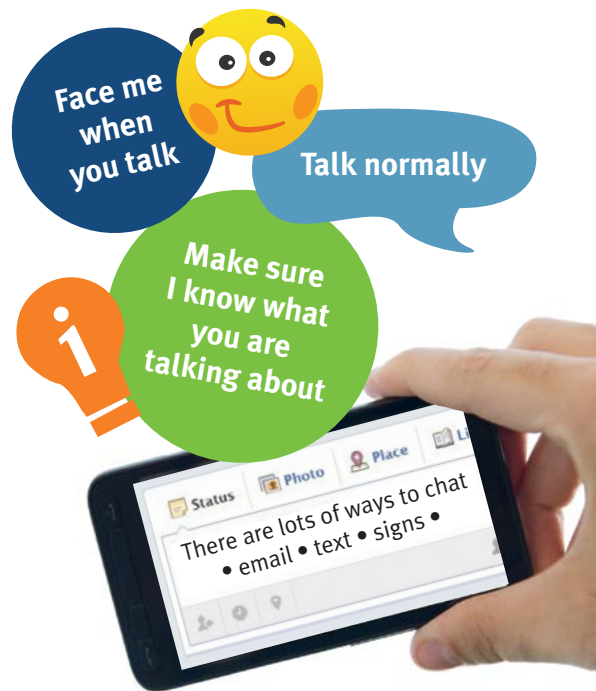 Face me
when
you talk
Talk normally
Make sure
I know what
you are
talking about
i
Status
Photo
Place
Li
There are lots of ways to chat
• email • text • signs •